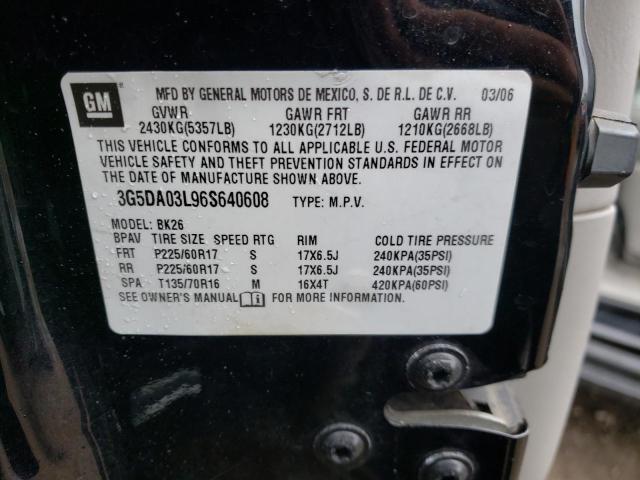 GM
MFD BY GENERAL MOTORS DE MEXICO, S. DE R.L. DE C.V. 03/06
GVWR GAWR FRT GAWR RR
2430KG(5357LB) 1230KG(2712LB) 1210KG(2668LB)
THIS VEHICLE CONFORMS TO ALL APPLICABLE U.S. FEDERAL MOTOR
VEHICLE SAFETY AND THEFT PREVENTION STANDARDS IN EFFECT ON
THE DATE OF MANUFACTURE SHOWN ABOVE.
3G5DA03L96S640608 TYPE: M.P.V.
MODEL: BK26
BPAV TIRE SIZE SPEED RTG RIM COLD TIRE PRESSURE
FRT P225/60R17 S 17X6.5J 240KPA(35PSI)
RR P225/60R17 S 17X6.5J 240KPA(35PSI)
SPA T135/70R16 M 16X4T 420KPA(60PSI)
SEE OWNER'S MANUAL FOR MORE INFORMATION